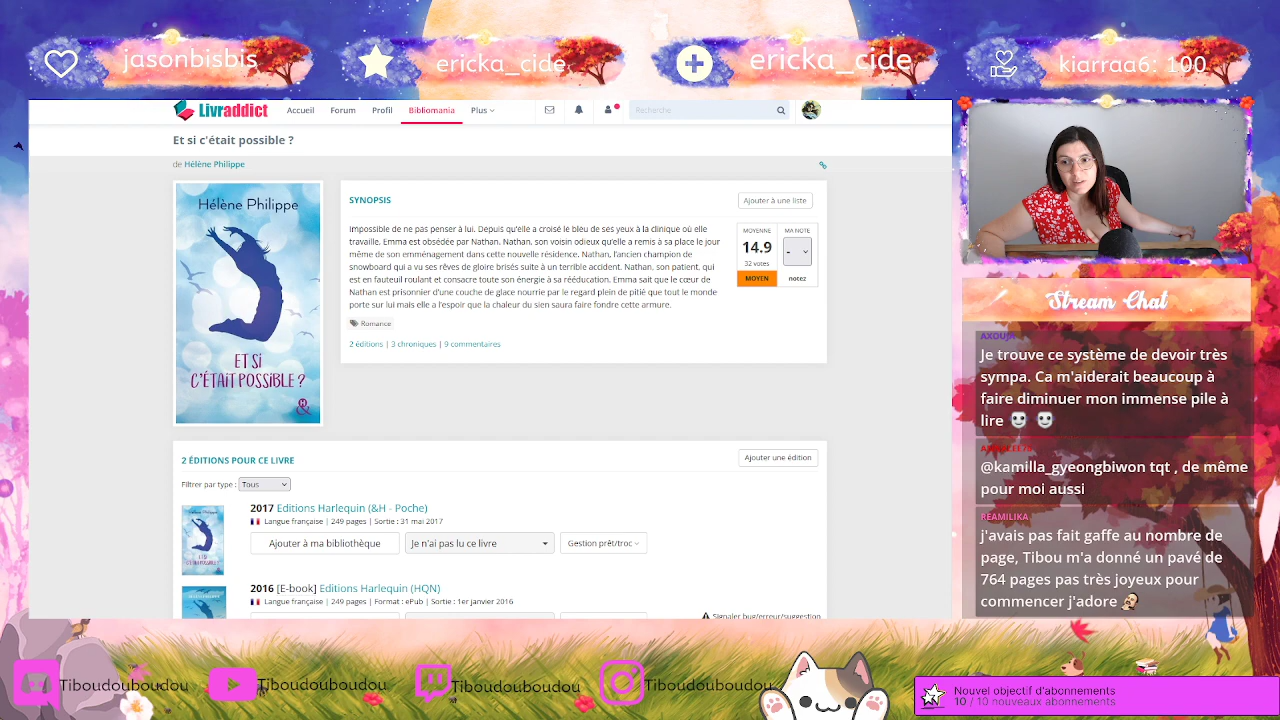 jasonbisbis
ericka_cide
ericka_cide
kiarraa6: 100
Livraddict
Accueil
Forum
Profil
Bibliomania
Plus
Recherche
Et si c'était possible ?
de Hélène Philippe
Hélène Philippe
ET SI
C'ÉTAIT POSSIBLE ?
&H
SYNOPSIS
Ajouter à une liste
Impossible de ne pas penser à lui. Depuis qu'elle a croisé le bleu de ses yeux à la clinique où elle
travaille, Emma est obsédée par Nathan. Nathan, son voisin odieux qu'elle a remis à sa place le jour
même de son emménagement dans cette nouvelle résidence. Nathan, l'ancien champion de
snowboard qui a vu ses rêves de gloire brisés suite à un terrible accident. Nathan, son patient, qui
est en fauteuil roulant et consacre toute son énergie à sa rééducation. Emma sait que le cœur de
Nathan est prisonnier d'une couche de glace nourrie par le regard plein de pitié que tout le monde
porte sur lui mais elle a l'espoir que la chaleur du sien saura faire fondre cette armure.
MOYENNE
14.9
32 votes
MOYEN
MA NOTE
-
notez
Romance
2 éditions | 3 chroniques | 9 commentaires
2 ÉDITIONS POUR CE LIVRE
Ajouter une édition
Filtrer par type : Tous
2017 Editions Harlequin (&H - Poche)
Langue française | 249 pages | Sortie : 31 mai 2017
Ajouter à ma bibliothèque
Je n'ai pas lu ce livre
Gestion prêt/troc
2016 [E-book] Editions Harlequin (HQN)
Langue française | 249 pages | Format : ePub | Sortie : 1er janvier 2016
Signaler bug/erreur/suggestion
Stream Chat
Je trouve ce système de devoir très
sympa. Ca m'aiderait beaucoup à
faire diminuer mon immense pile à
lire
@kamilla_gyeongbiwon tqt , de même
pour moi aussi
REAMILIKA
j'avais pas fait gaffe au nombre de
page, Tibou m'a donné un pavé de
764 pages pas très joyeux pour
commencer j'adore
Tiboudouboudou
Tiboudouboudou
Tiboudouboudou
Tiboudouboudou
Nouvel objectif d'abonnements
10 / 10 nouveaux abonnements